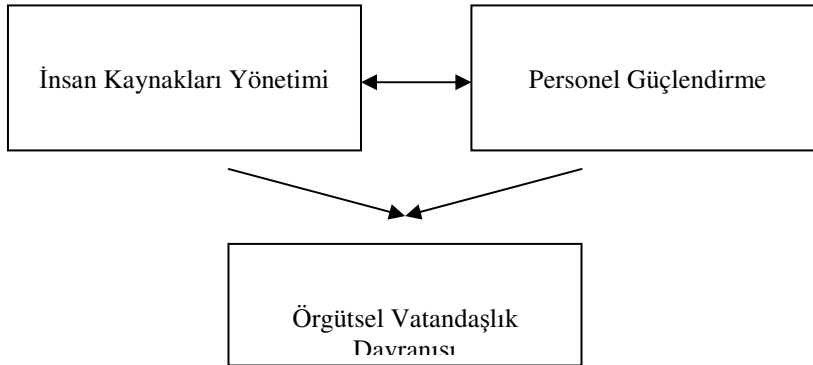 İnsan Kaynakları Yönetimi
Personel Güçlendirme
Örgütsel Vatandaşlık
Davranışı